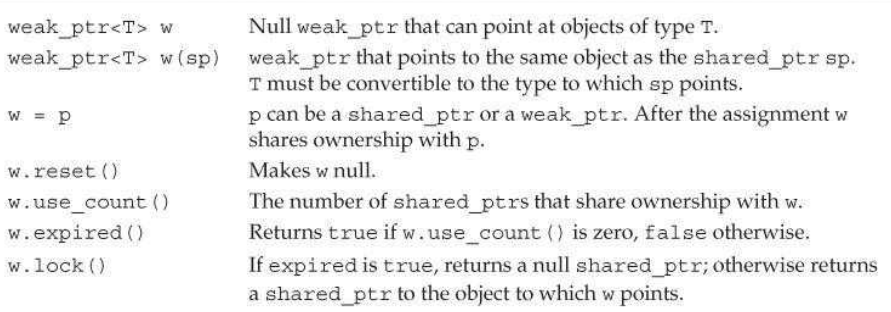 weak_ptr<T> w Null weak_ptr that can point at objects of type T.
weak_ptr<T> w(sp) weak_ptr that points to the same object as the shared_ptr sp.
T must be convertible to the type to which sp points.
w = p p can be a shared_ptr or a weak_ptr. After the assignment w
shares ownership with p.
w.reset() Makes w null.
w.use_count() The number of shared_ptrs that share ownership with w.
w.expired() Returns true if w.use_count() is zero, false otherwise.
w.lock() If expired is true, returns a null shared_ptr; otherwise returns
a shared_ptr to the object to which w points.